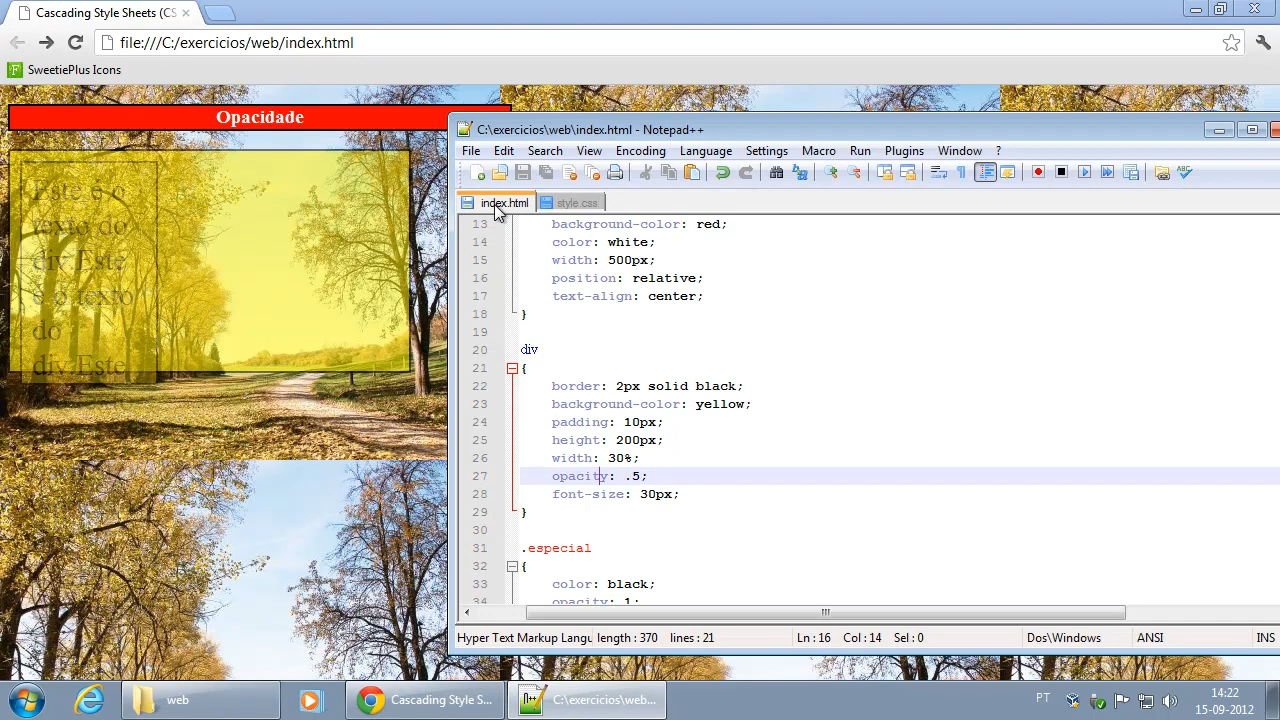 Cascading Style Sheets (CS
file:///C:/exercicios/web/index.html
SweetiePlus Icons
Opacidade
Este é o
texto do
div.Este
é o texto
do
div.Este
C:\exercicios\web\index.html - Notepad++
File Edit Search View Encoding Language Settings Macro Run Plugins Window ?
index.html style.css
13 background-color: red;
14 color: white;
15 width: 500px;
16 position: relative;
17 text-align: center;
18 }
19
20 div
21 {
22 border: 2px solid black;
23 background-color: yellow;
24 padding: 10px;
25 height: 200px;
26 width: 30%;
27 opacity: .5;
28 font-size: 30px;
29 }
30
31 .especial
32 {
33 color: black;
34 opacity: 1;
Hyper Text Markup Langu length : 370 lines : 21 Ln : 16 Col : 14 Sel : 0 Dos\Windows ANSI INS
web Cascading Style S... C:\exercicios\web... PT 14:22
15-09-2012